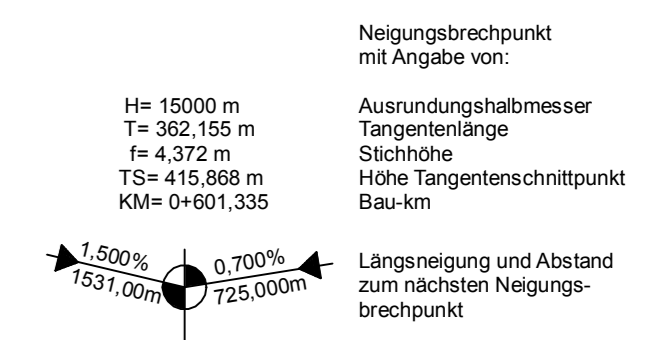 Neigungsbrechpunkt
mit Angabe von:
H= 15000 m Ausrundungshalbmesser
T= 362,155 m Tangentenlänge
f= 4,372 m Stichhöhe
TS= 415,868 m Höhe Tangentenschnittpunkt
KM= 0+601,335 Bau-km
1,500%
1531,00m
0,700%
725,000m
Längsneigung und Abstand
zum nächsten Neigungs-
brechpunkt